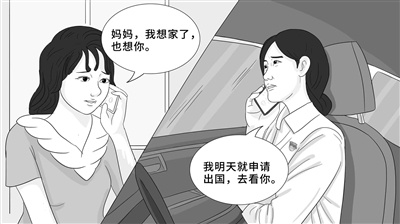 妈妈，我想家了，
也想你。
我明天就申请
出国，去看你。